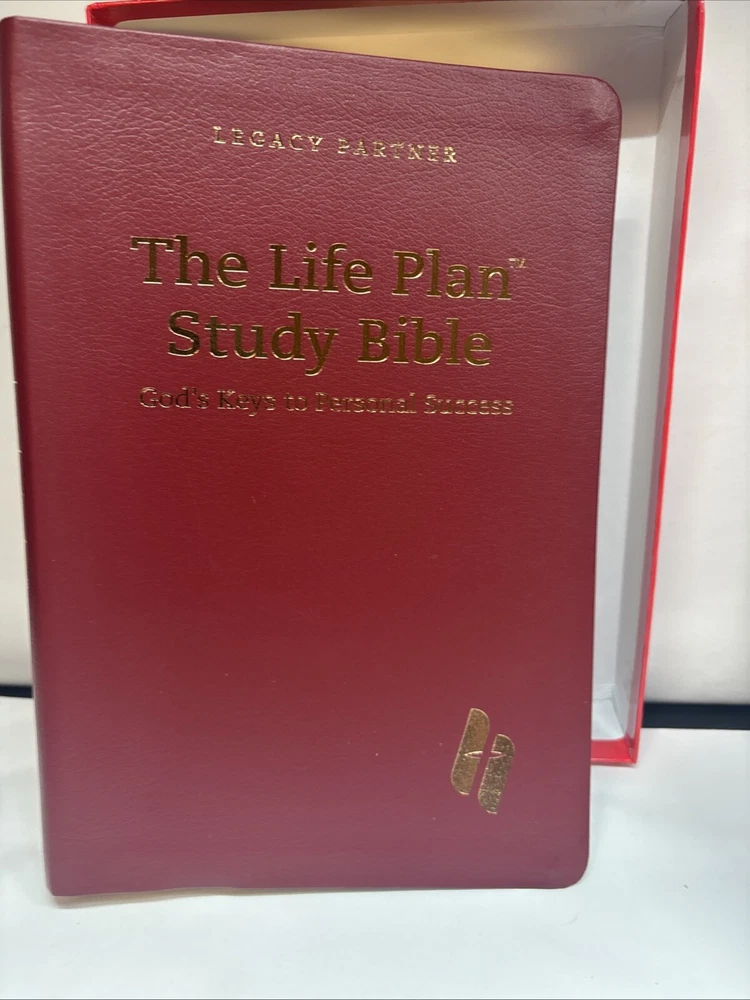 LEGACY PARTNER
The Life Plan™
Study Bible
God's Keys to Personal Success